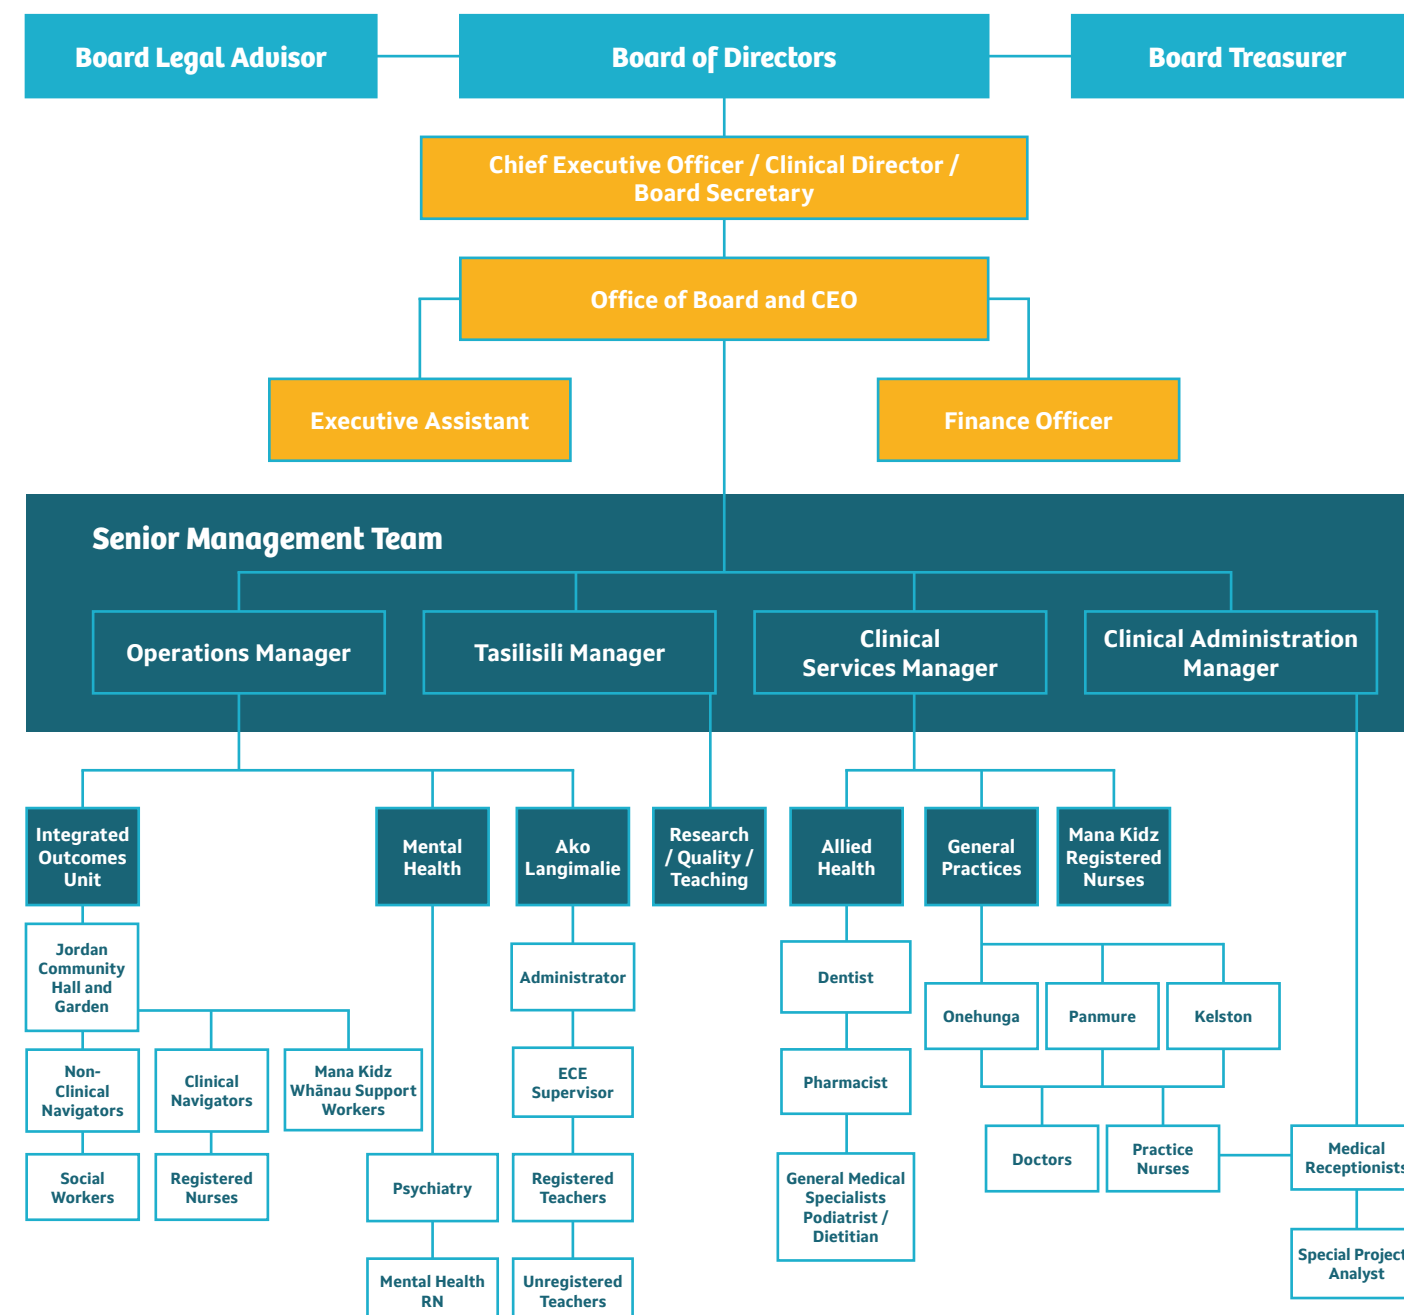 Board Legal Advisor
Board of Directors
Board Treasurer
Chief Executive Officer / Clinical Director /
Board Secretary
Office of Board and CEO
Executive Assistant
Finance Officer
Senior Management Team
Operations Manager
Tasilisili Manager
Clinical
Services Manager
Clinical Administration
Manager
Integrated
Outcomes
Unit
Mental
Health
Ako
Langimalie
Research
/ Quality /
Teaching
Allied
Health
General
Practices
Mana Kidz
Registered
Nurses
Jordan
Community
Hall and
Garden
Administrator
Dentist
Onehunga
Panmure
Kelston
Non-
Clinical
Navigators
Clinical
Navigators
Mana Kidz
Whānau Support
Workers
ECE
Supervisor
Pharmacist
Social
Workers
Registered
Nurses
Psychiatry
Registered
Teachers
General Medical
Specialists
Podiatrist /
Dietitian
Doctors
Practice
Nurses
Medical
Receptionists
Mental Health
RN
Unregistered
Teachers
Special Project
Analyst